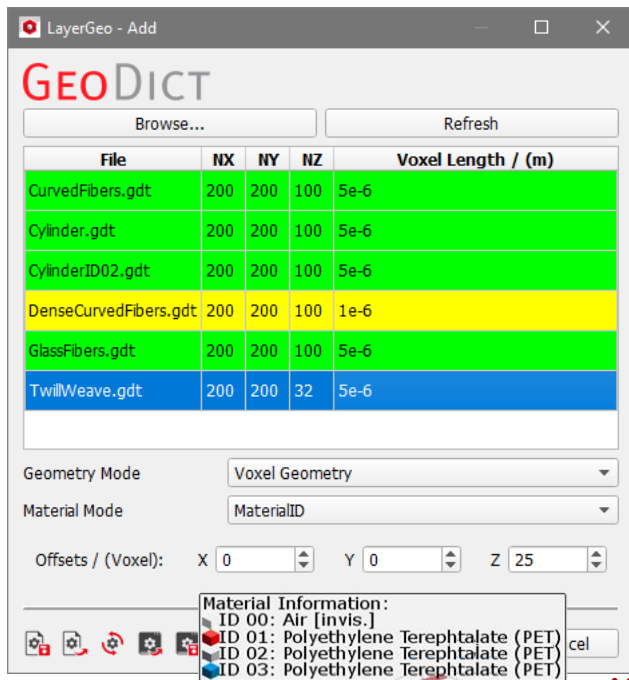 LayerGeo - Add
GEODICT
Browse... Refresh
File NX NY NZ Voxel Length / (m)
CurvedFibers.gdt 200 200 100 5e-6
Cylinder.gdt 200 200 100 5e-6
CylinderID02.gdt 200 200 100 5e-6
DenseCurvedFibers.gdt 200 200 100 1e-6
GlassFibers.gdt 200 200 100 5e-6
TwillWeave.gdt 200 200 32 5e-6
Geometry Mode Voxel Geometry
Material Mode MaterialID
Offsets / (Voxel): X 0 Y 0 Z 25
Material Information:
ID 00: Air [invis.]
ID 01: Polyethylene Terephtalate (PET)
ID 02: Polyethylene Terephtalate (PET) cel
ID 03: Polyethylene Terephtalate (PET)